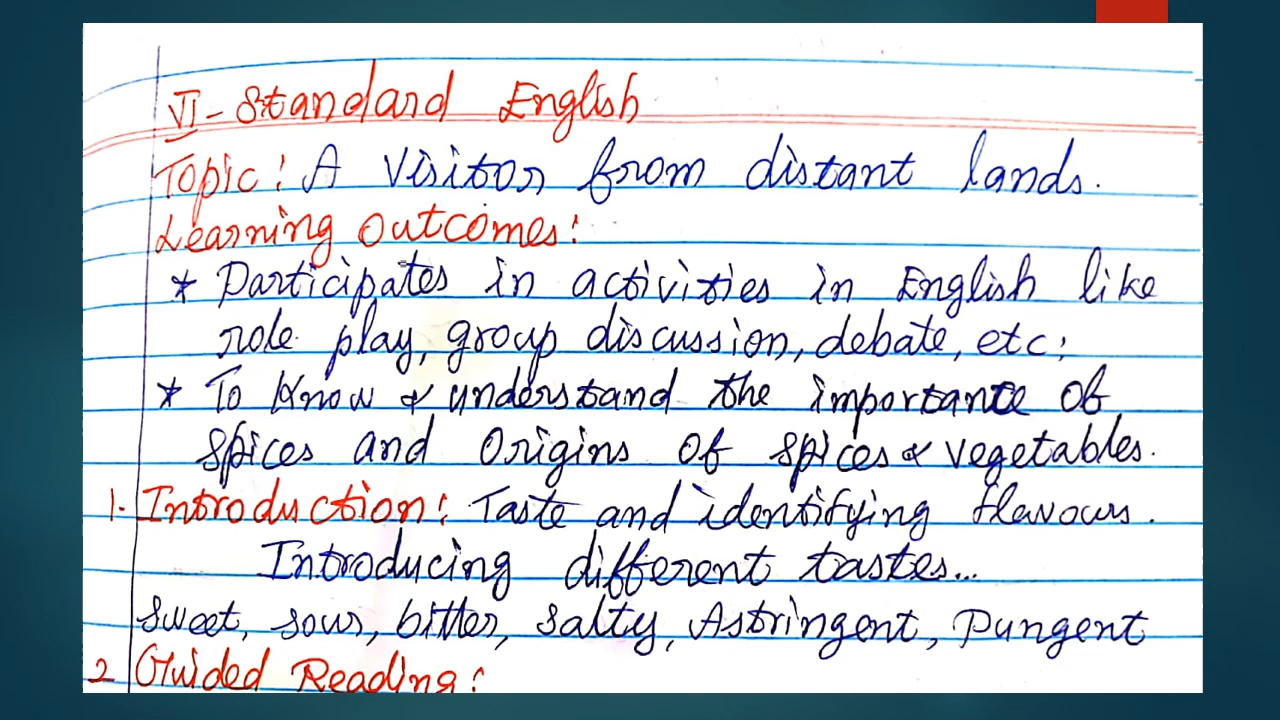 VI - Standard English
Topic: A Visitor from distant lands.
Learning Outcomes:
* Participates in activities in English like
role play, group discussion, debate, etc;
* To Know & understand the importance of
spices and origins of spices & vegetables.
1. Introduction: Taste and identifying flavours.
Introducing different tastes...
sweet, sour, bitter, salty, Astringent, Pungent
2 Guided Reading: